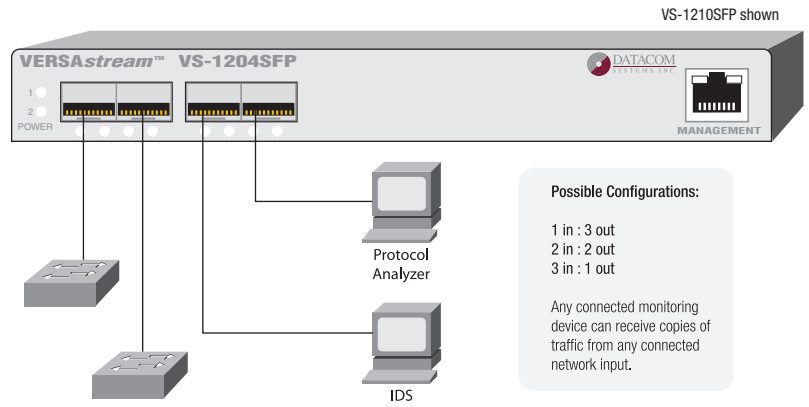 VS-1210SFP shown
VERSAstream™ VS-1204SFP
DATACOM
SYSTEMS INC
1
2
POWER
MANAGEMENT
Protocol
Analyzer
IDS
Possible Configurations:
1 in : 3 out
2 in : 2 out
3 in : 1 out
Any connected monitoring
device can receive copies of
traffic from any connected
network input.